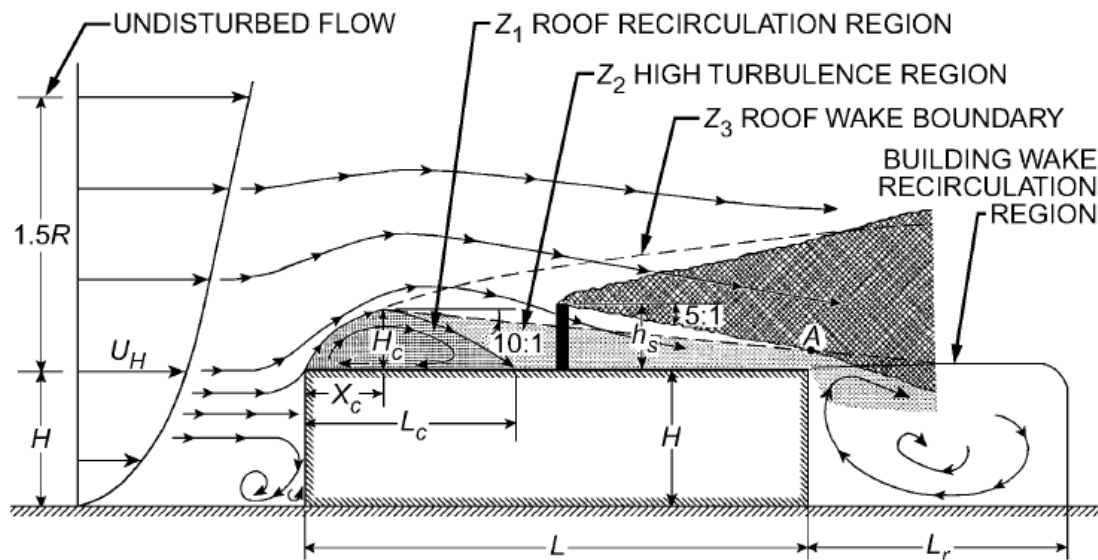 UNDISTURBED FLOW
Z1 ROOF RECIRCULATION REGION
Z2 HIGH TURBULENCE REGION
Z3 ROOF WAKE BOUNDARY
BUILDING WAKE
RECIRCULATION
REGION
1.5R
UH
H
Hc
10:1
hs
5:1
A
Xc
Lc
H
L
Lr